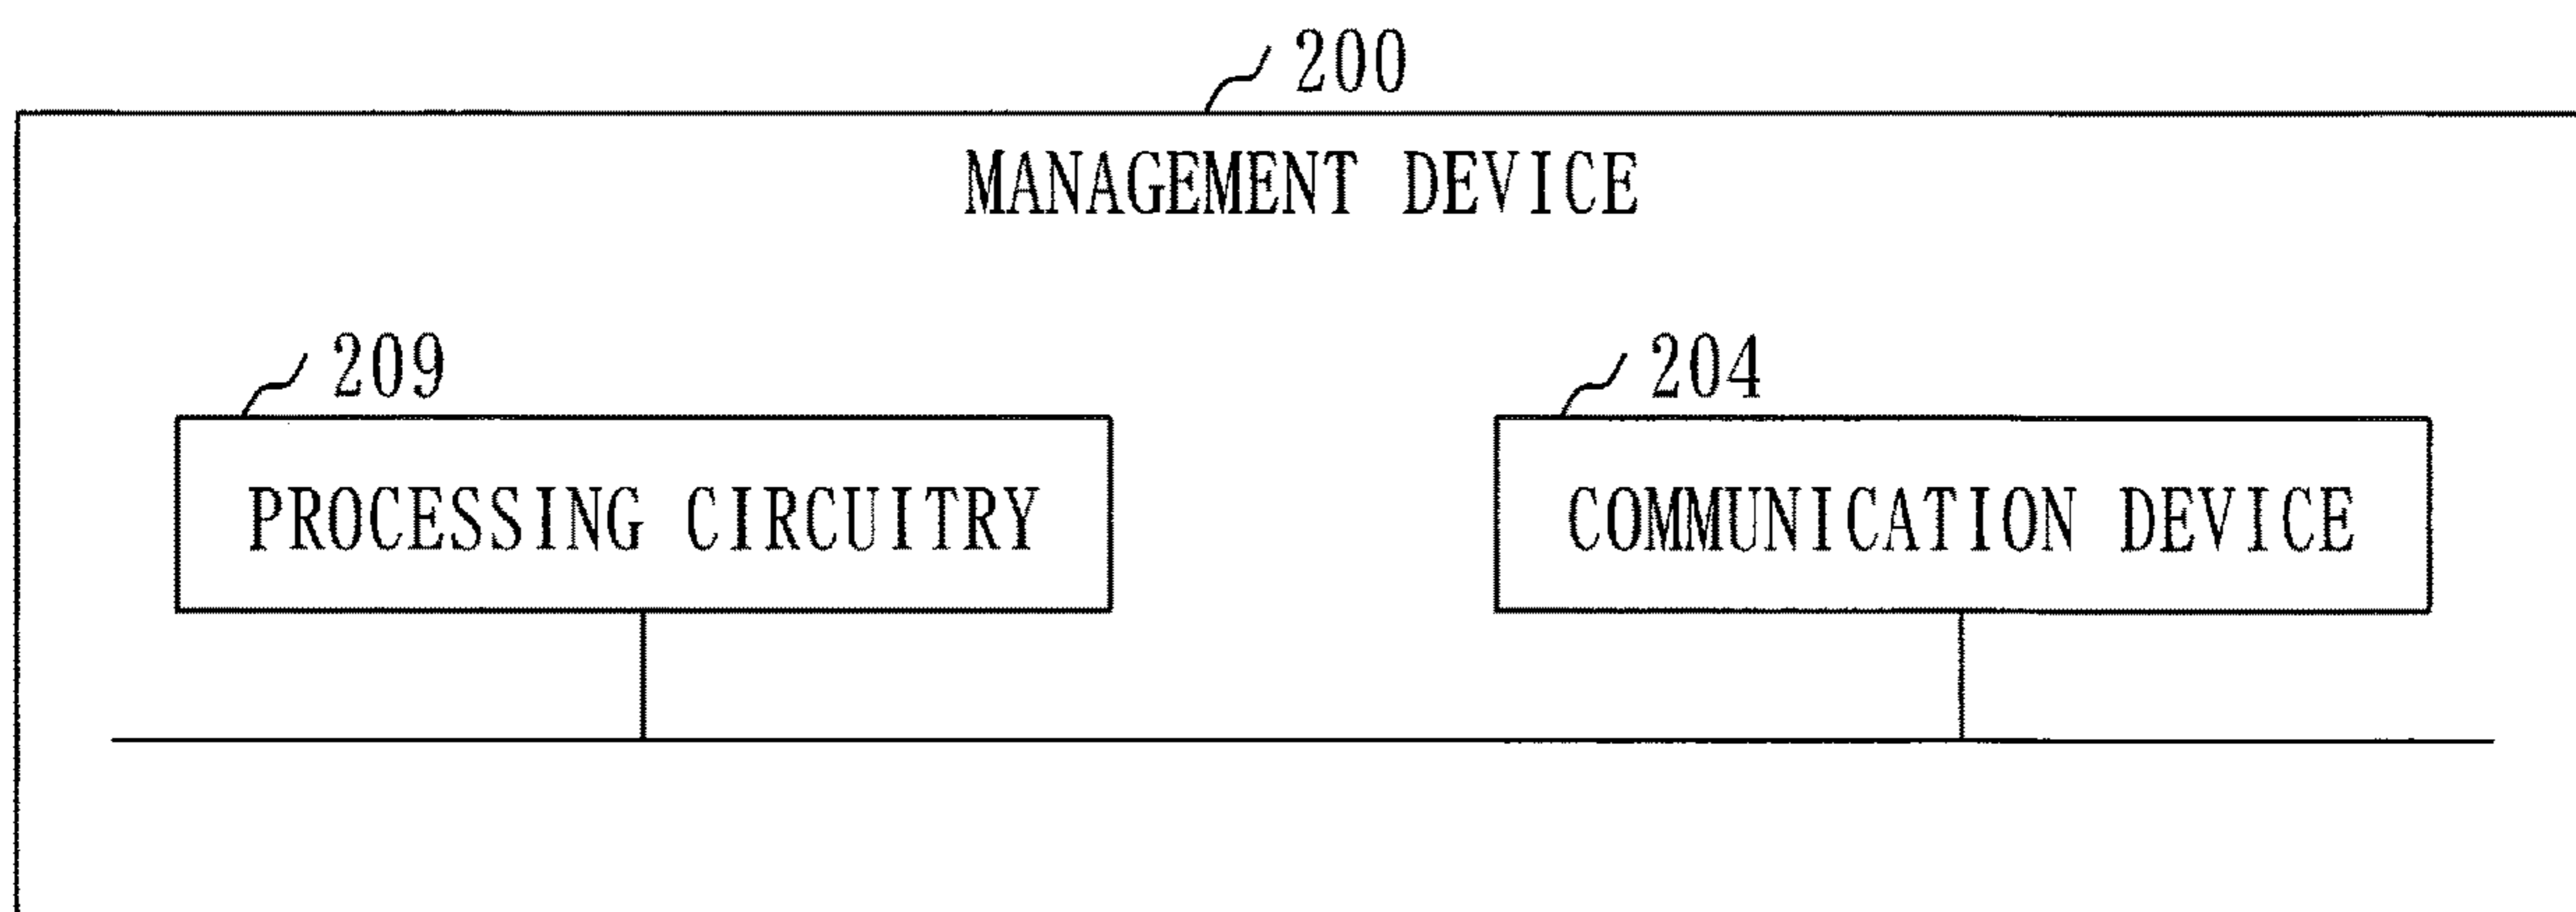 200
MANAGEMENT DEVICE
209
204
PROCESSING CIRCUITRY
COMMUNICATION DEVICE